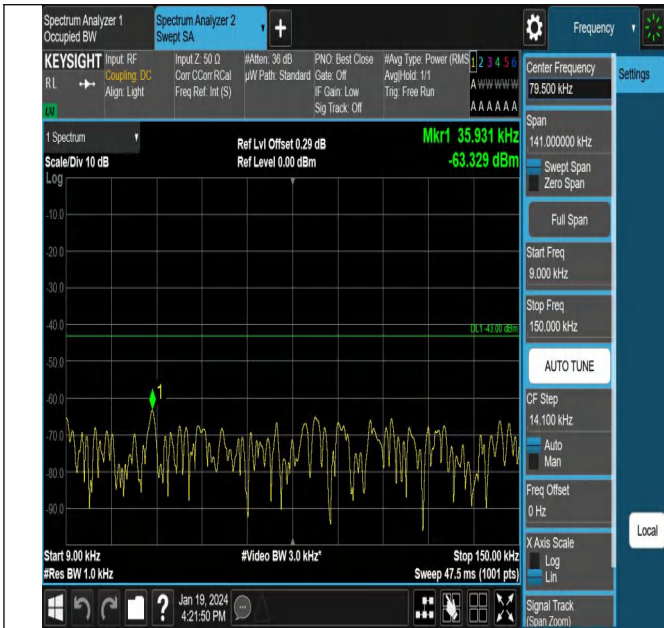 Spectrum Analyzer 1
Occupied BW
Spectrum Analyzer 2
Swept SA
Frequency
KEYSIGHT
RL
LXI
Input: RF
Coupling: DC
Align: Light
Input Z: 50 Ω
Corr CCorr RCal
Freq Ref: Int (S)
#Atten: 36 dB
µW Path: Standard
PNO: Best Close
Gate: Off
IF Gain: Low
Sig Track: Off
#Avg Type: Power (RMS
Avg|Hold: 1/1
Trig: Free Run
1 2 3 4 5 6
A W W W W W
A A A A A A
1 Spectrum
Scale/Div 10 dB
Log
Ref Lvl Offset 0.29 dB
Ref Level 0.00 dBm
Mkr1 35.931 kHz
-63.329 dBm
-10.0
-20.0
-30.0
-40.0
-50.0
-60.0
-70.0
-80.0
-90.0
DL1 -43.00 dBm
1
Start 9.00 kHz
#Res BW 1.0 kHz
#Video BW 3.0 kHz*
Stop 150.00 kHz
Sweep 47.5 ms (1001 pts)
Jan 19, 2024
4:21:50 PM
Center Frequency
79.500 kHz
Settings
Span
141.000000 kHz
Swept Span
Zero Span
Full Span
Start Freq
9.000 kHz
Stop Freq
150.000 kHz
AUTO TUNE
CF Step
14.100 kHz
Auto
Man
Freq Offset
0 Hz
X Axis Scale
Log
Lin
Local
Signal Track
(Span Zoom)